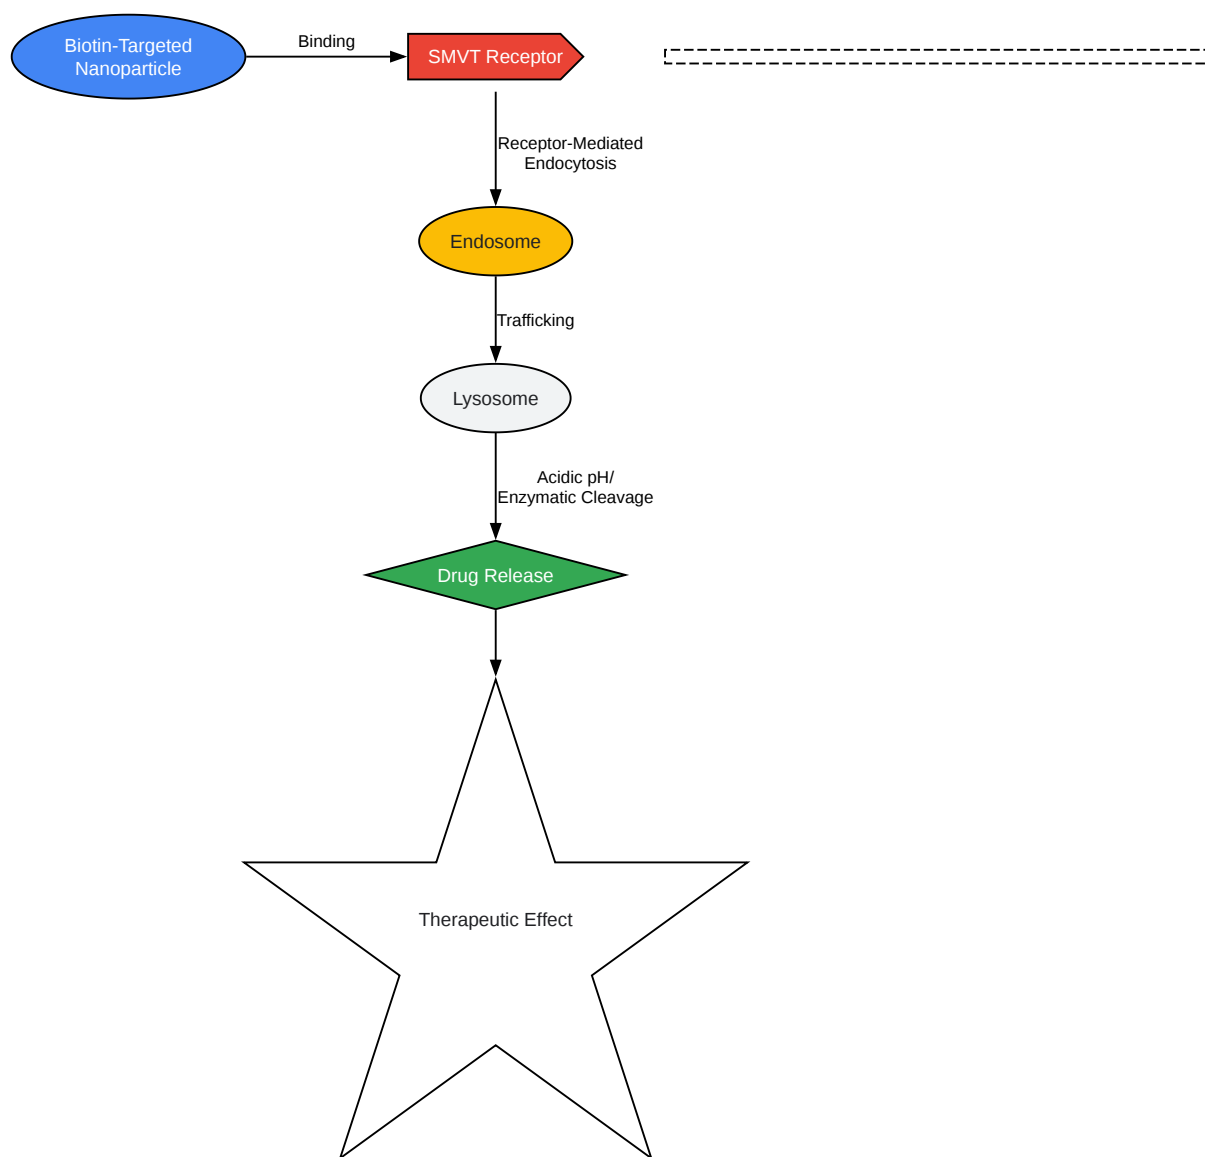 Biotin-Targeted
Nanoparticle
Binding
SMVT Receptor
Receptor-Mediated
Endocytosis
Endosome
Trafficking
Lysosome
Acidic pH/
Enzymatic Cleavage
Drug Release
Therapeutic Effect